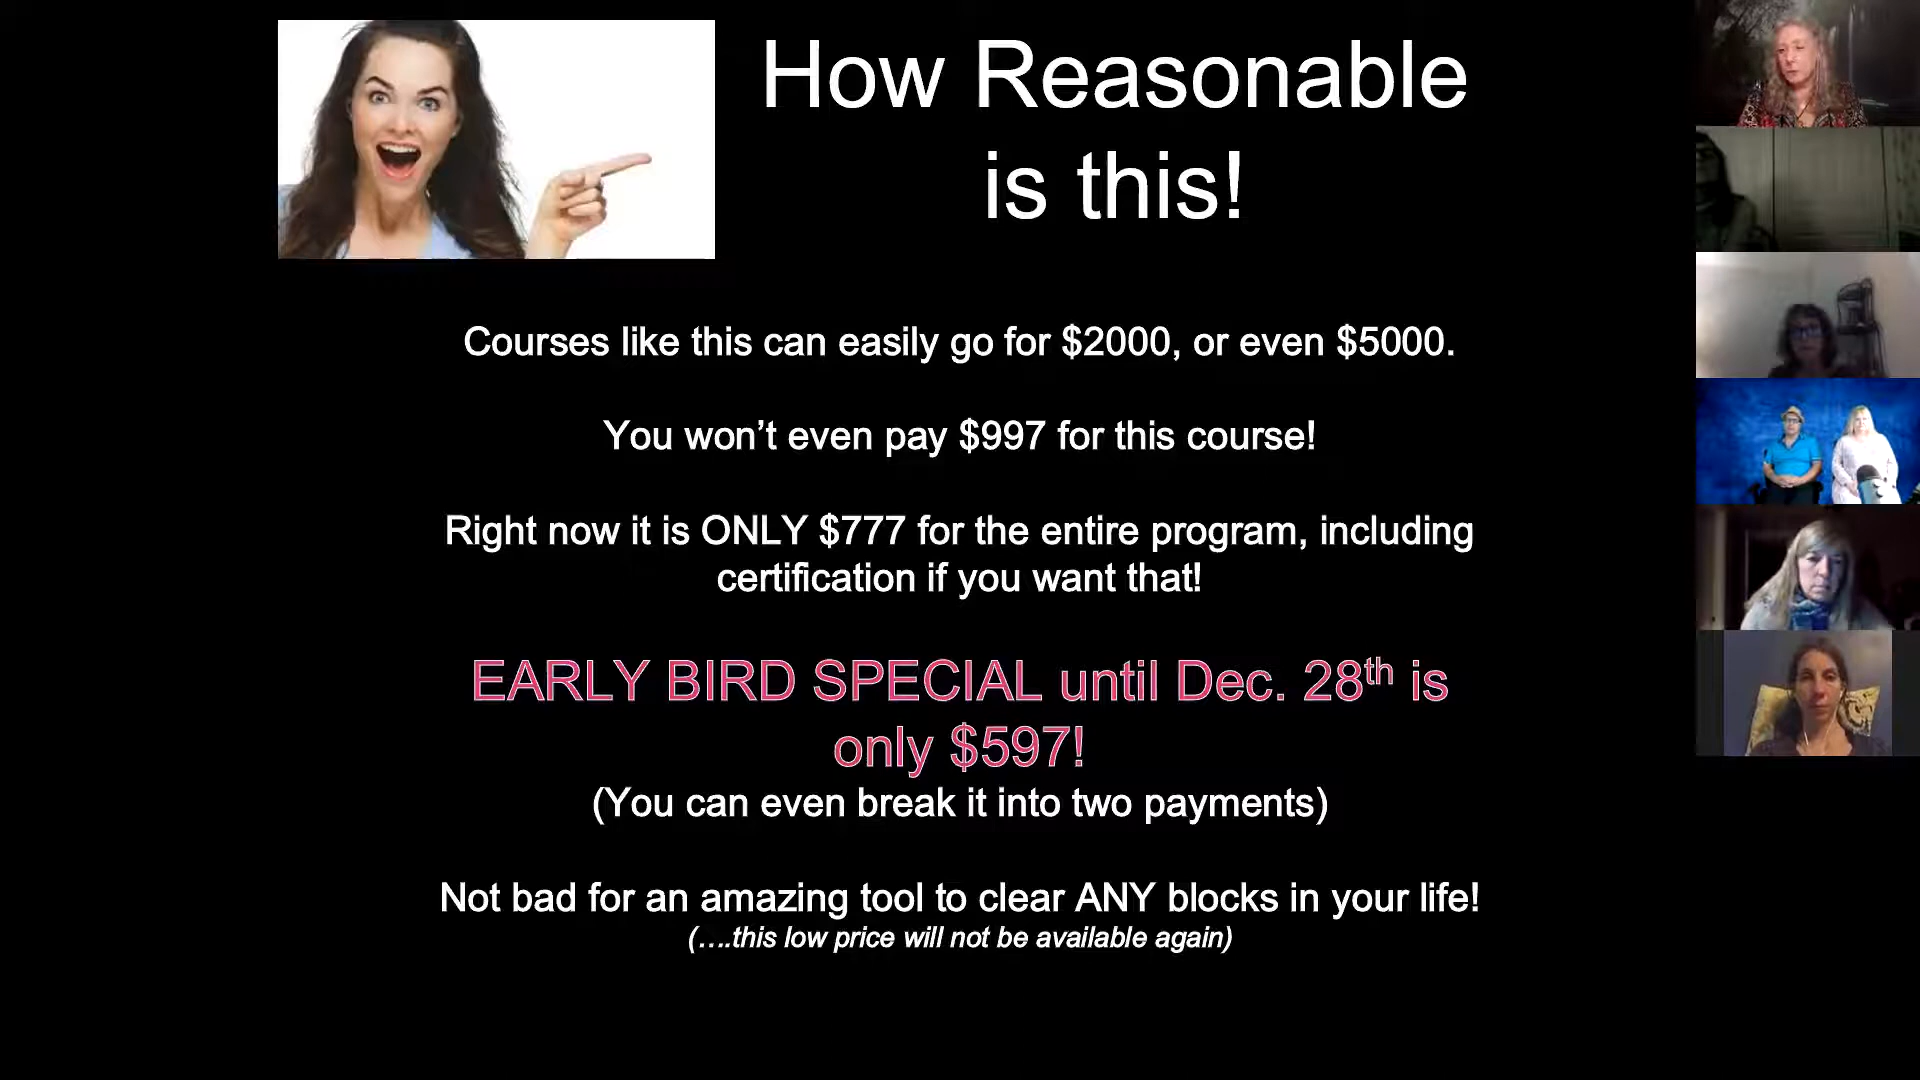 How Reasonable
is this!
Courses like this can easily go for $2000, or even $5000.
You won’t even pay $997 for this course!
Right now it is ONLY $777 for the entire program, including
certification if you want that!
EARLY BIRD SPECIAL until Dec. 28th is
only $597!
(You can even break it into two payments)
Not bad for an amazing tool to clear ANY blocks in your life!
(….this low price will not be available again)